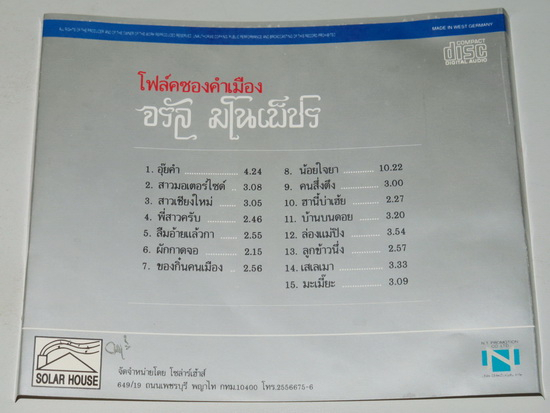 MADE IN WEST GERMANY
COMPACT
disc
DIGITAL AUDIO
โฟล์คซองคำเมือง
จรัล มโนเพ็ชร
1. อุ๊ยคำ 4.24
2. สาวมอเตอร์ไซด์ 3.08
3. สาวเชียงใหม่ 3.05
4. พี่สาวครับ 2.46
5. ลืมอ้ายแล้วกา 2.55
6. ผักกาดจอ 2.15
7. ของกิ๋นคนเมือง 2.56
8. น้อยไจยา 10.22
9. คนสึ่งตึง 3.00
10. ฮานี้บ่าเฮ้ย 2.27
11. บ้านบนดอย 3.20
12. ล่องแม่ปิง 3.54
13. ลูกข้าวนึ่ง 2.57
14. เสเลเมา 3.33
15. มะเมี๊ยะ 3.09
SOLAR HOUSE
จัดจำหน่ายโดย โซล่าร์เฮ้าส์
649/19 ถนนเพชรบุรี พญาไท กทม.10400 โทร.2556675-6
N.T. PROMOTION
N